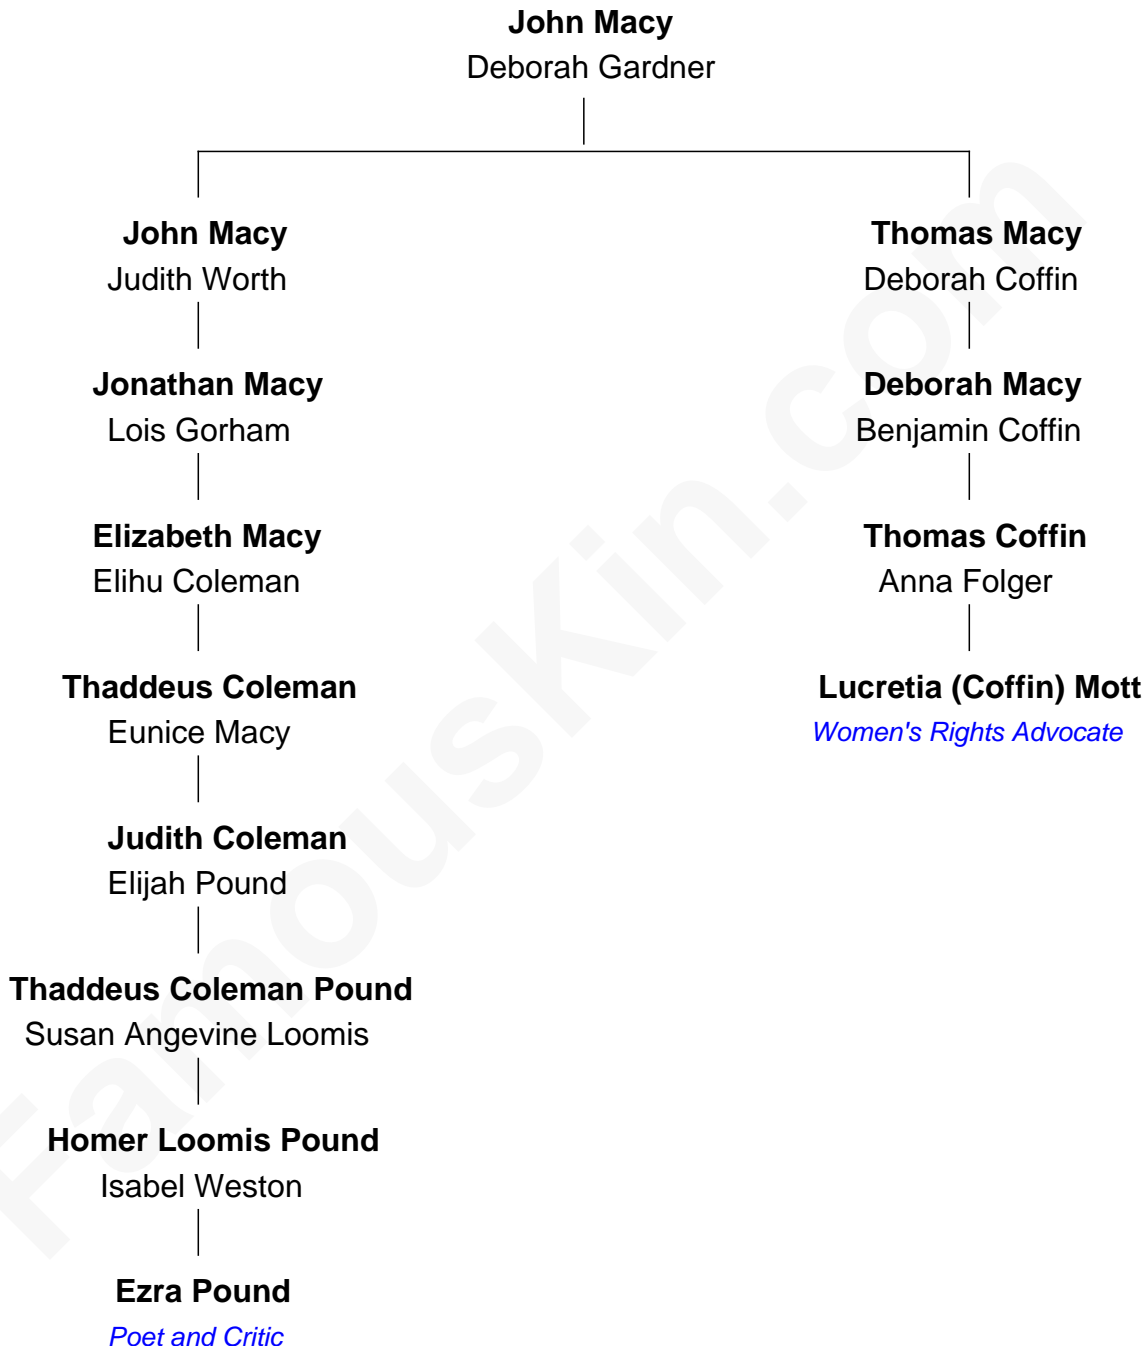 John Macy
Deborah Gardner
John Macy
Judith Worth
Jonathan Macy
Lois Gorham
Elizabeth Macy
Elihu Coleman
Thaddeus Coleman
Eunice Macy
Judith Coleman
Elijah Pound
Thaddeus Coleman Pound
Susan Angevine Loomis
Homer Loomis Pound
Isabel Weston
Ezra Pound
Poet and Critic
Thomas Macy
Deborah Coffin
Deborah Macy
Benjamin Coffin
Thomas Coffin
Anna Folger
Lucretia (Coffin) Mott
Women's Rights Advocate
FamousKin.com